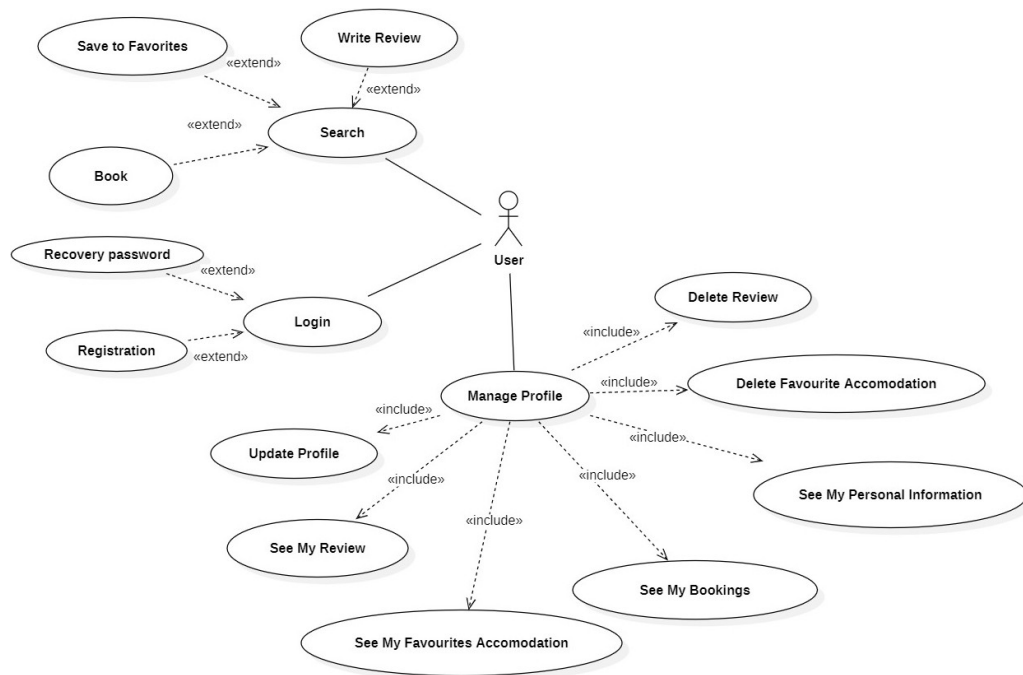 Write Review
Save to Favorites
«extend»
«extend»
«extend»
Search
Book
Recovery password
User
«extend»
Delete Review
Login
«include»
Registration
«extend»
«include»
Delete Favourite Accomodation
Manage Profile
«include»
«include»
Update Profile
«include»
See My Personal Information
«include»
«include»
See My Review
See My Bookings
See My Favourites Accomodation